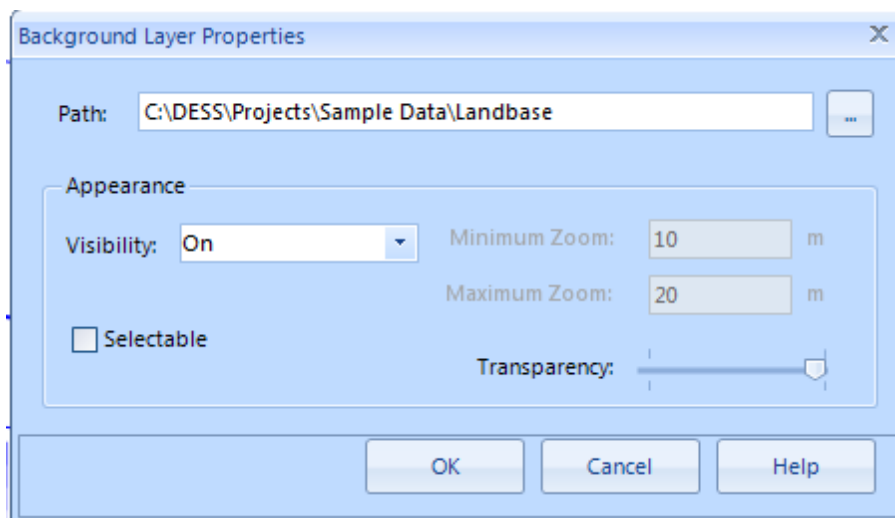 Background Layer Properties X
Path: C:\DESS\Projects\Sample Data\Landbase ...
Appearance
Visibility: On Minimum Zoom: 10 m
Maximum Zoom: 20 m
Selectable
Transparency:
OK Cancel Help